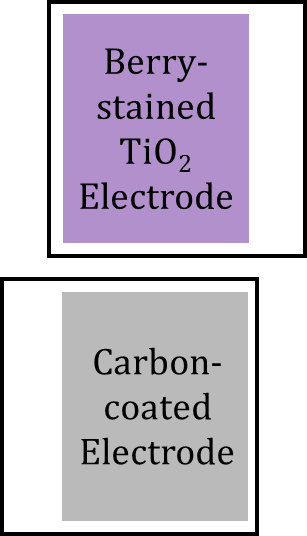 Berry-
stained
TiO₂
Electrode
Carbon-
coated
Electrode